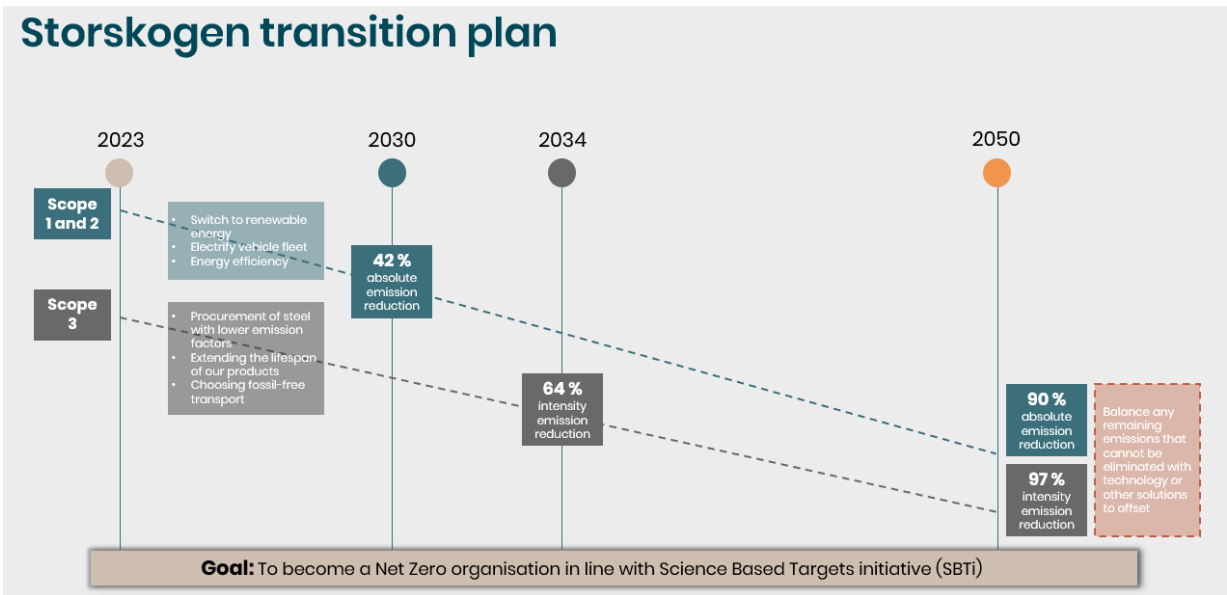 Storskogen transition plan
2023
2030
2034
2050
Scope
1 and 2
• Switch to renewable
energy
• Electrify vehicle fleet
• Energy efficiency
42 %
absolute
emission
reduction
Scope
3
• Procurement of steel
with lower emission
factors
• Extending the lifespan
of our products
• Choosing fossil-free
transport
64 %
intensity
emission
reduction
90 %
absolute
emission
reduction
97 %
intensity
emission
reduction
Balance any
remaining
emissions that
cannot be
eliminated with
technology or
other solutions
to offset
Goal: To become a Net Zero organisation in line with Science Based Targets initiative (SBTi)